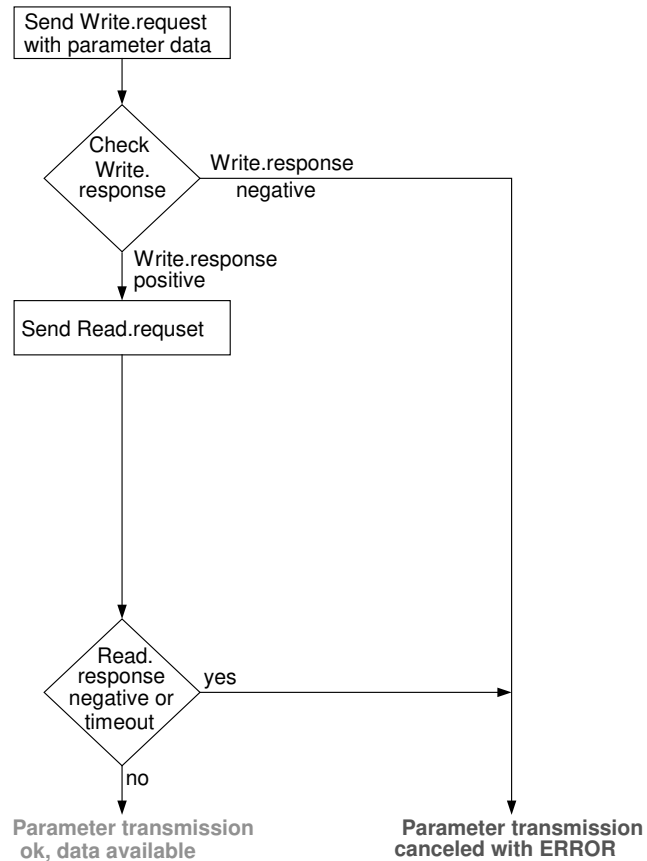 Send Write.request
with parameter data
Check
Write.
response
Write.response
negative
Write.response
positive
Send Read.requset
Read.
response
negative or
timeout
yes
no
Parameter transmission
ok, data available
Parameter transmission
canceled with ERROR